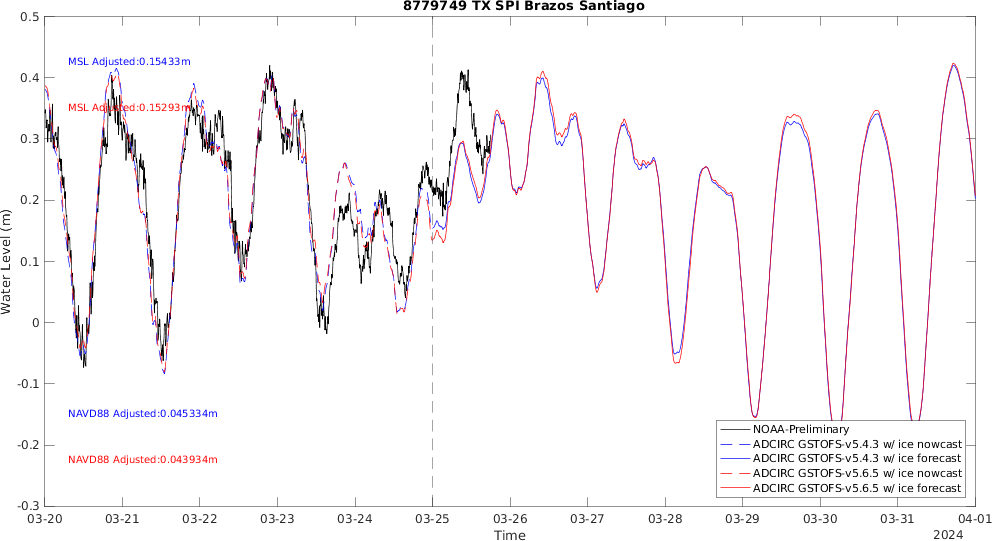 8779749 TX SPI Brazos Santiago
0.5
0.4
0.3
0.2
0.1
0
-0.1
-0.2
-0.3
Water Level (m)
MSL Adjusted:0.15433m
MSL Adjusted:0.15293m
NAVD88 Adjusted:0.045334m
NAVD88 Adjusted:0.043934m
NOAA-Preliminary
ADCIRC GSTOFS-v5.4.3 w/ ice nowcast
ADCIRC GSTOFS-v5.4.3 w/ ice forecast
ADCIRC GSTOFS-v5.6.5 w/ ice nowcast
ADCIRC GSTOFS-v5.6.5 w/ ice forecast
03-20 03-21 03-22 03-23 03-24 03-25 03-26 03-27 03-28 03-29 03-30 03-31 04-01
Time
2024